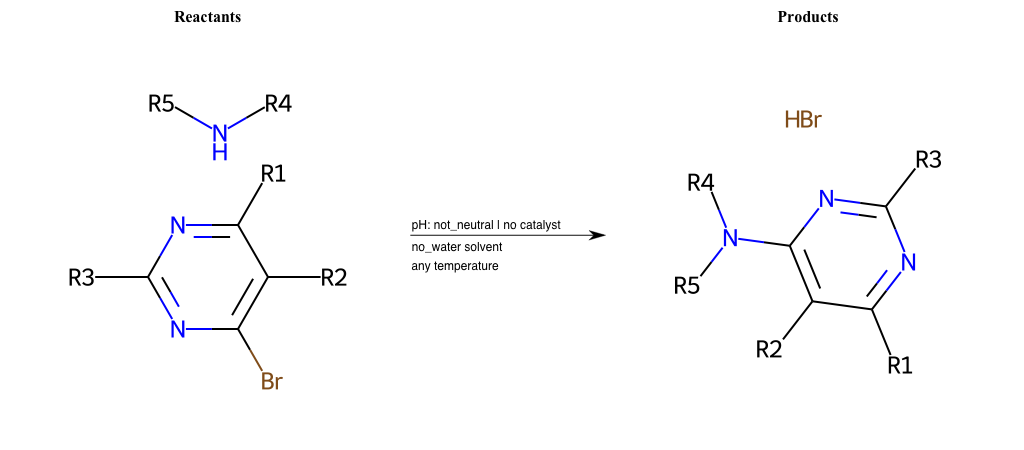 Reactants
Products
R5
R4
N
H
R1
N
R3
R2
N
Br
pH: not_neutral | no catalyst
no_water solvent
any temperature
HBr
R3
R4
N
N
N
R5
R2
R1